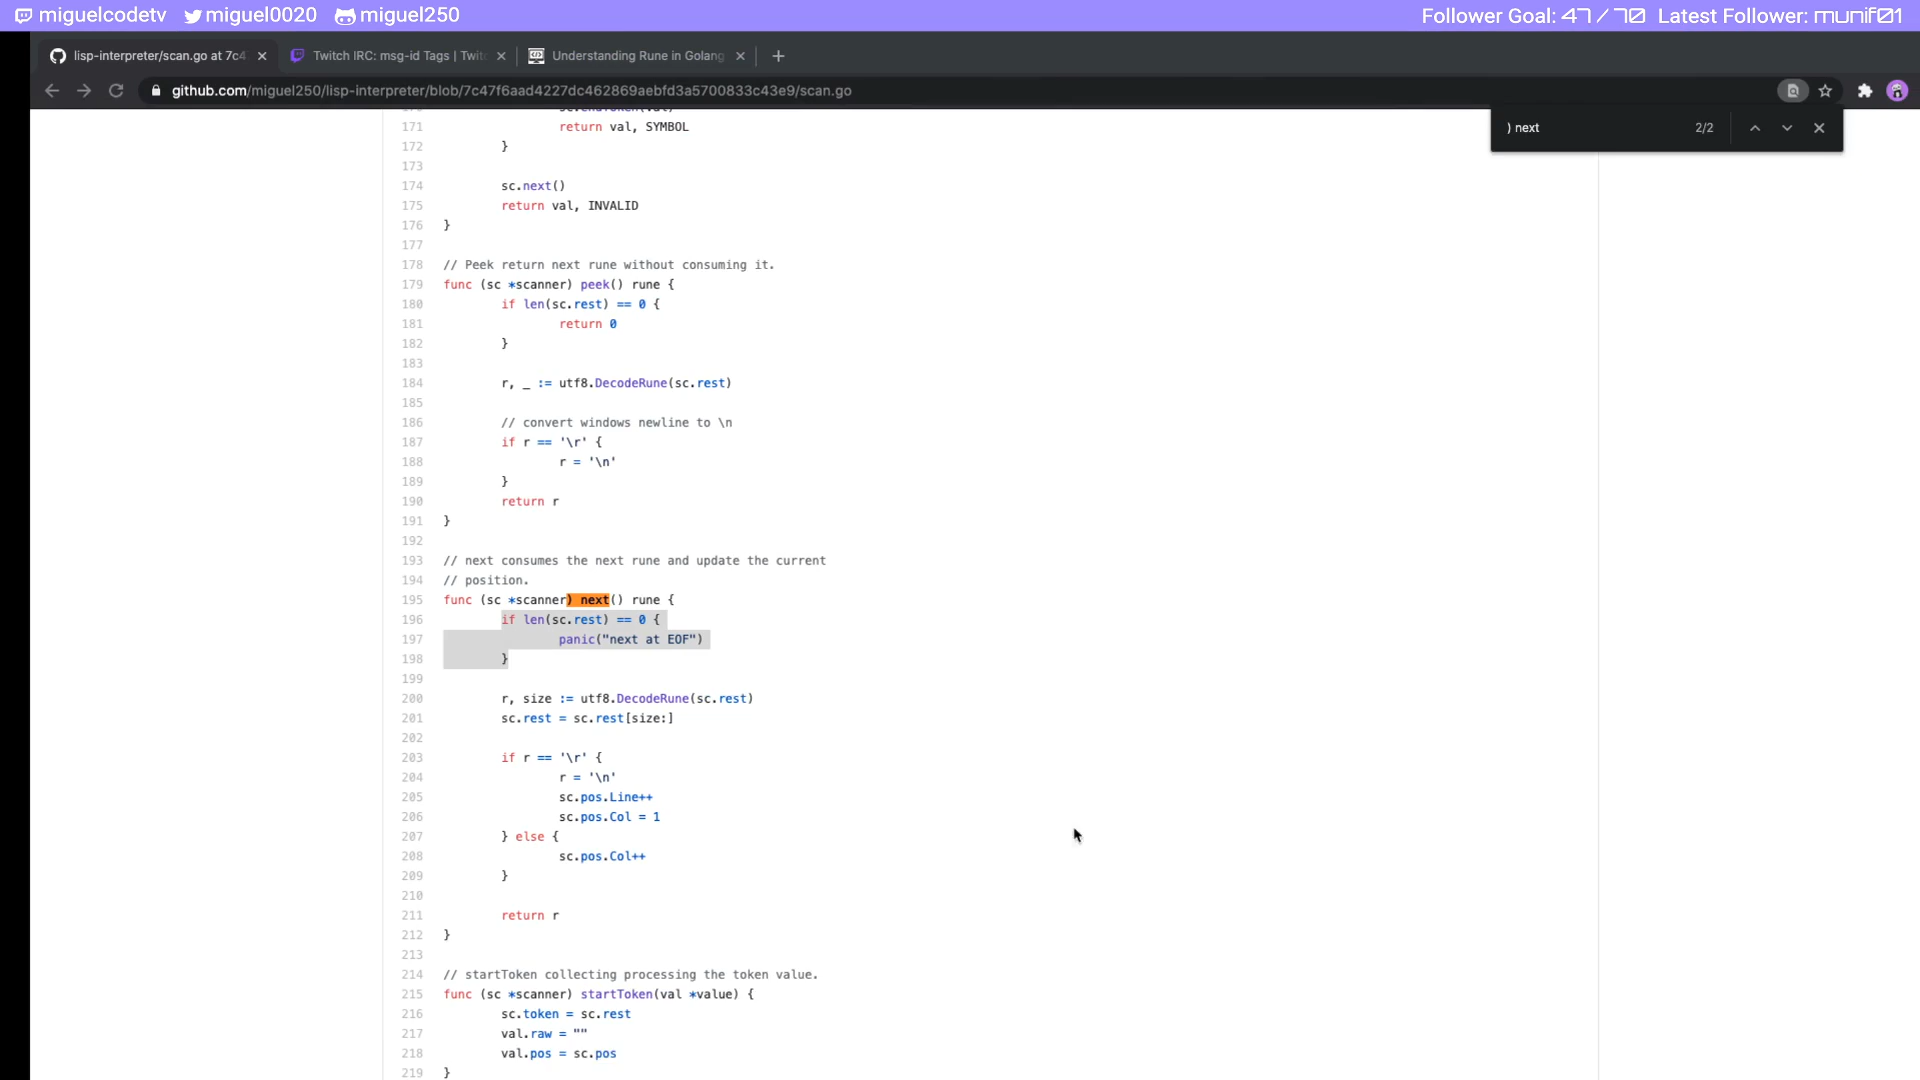 miguelcodetv miguel0020 miguel250 Follower Goal: 47 / 70 Latest Follower: munif01
lisp-interpreter/scan.go at 7c4 Twitch IRC: msg-id Tags | Twit Understanding Rune in Golang
github.com/miguel250/lisp-interpreter/blob/7c47f6aad4227dc462869aebfd3a5700833c43e9/scan.go
) next 2/2
171 return val, SYMBOL
172 }
173
174 sc.next()
175 return val, INVALID
176 }
177
178 // Peek return next rune without consuming it.
179 func (sc *scanner) peek() rune {
180 if len(sc.rest) == 0 {
181 return 0
182 }
183
184 r, _ := utf8.DecodeRune(sc.rest)
185
186 // convert windows newline to \n
187 if r == '\r' {
188 r = '\n'
189 }
190 return r
191 }
192
193 // next consumes the next rune and update the current
194 // position.
195 func (sc *scanner) next() rune {
196 if len(sc.rest) == 0 {
197 panic("next at EOF")
198 }
199
200 r, size := utf8.DecodeRune(sc.rest)
201 sc.rest = sc.rest[size:]
202
203 if r == '\r' {
204 r = '\n'
205 sc.pos.Line++
206 sc.pos.Col = 1
207 } else {
208 sc.pos.Col++
209 }
210
211 return r
212 }
213
214 // startToken collecting processing the token value.
215 func (sc *scanner) startToken(val *value) {
216 sc.token = sc.rest
217 val.raw = ""
218 val.pos = sc.pos
219 }